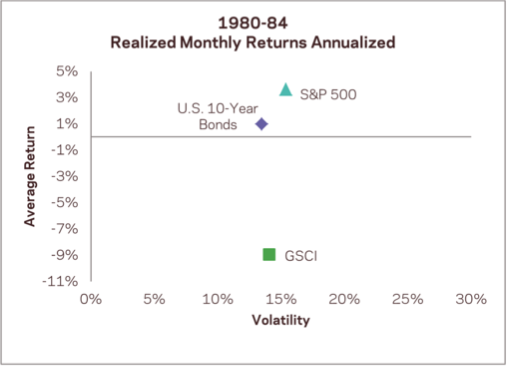 1980-84
Realized Monthly Returns Annualized
5%
3%
1%
-1%
-3%
-5%
-7%
-9%
-11%
Average Return
S&P 500
U.S. 10-Year
Bonds
GSCI
0%
5%
10%
15%
20%
25%
30%
Volatility